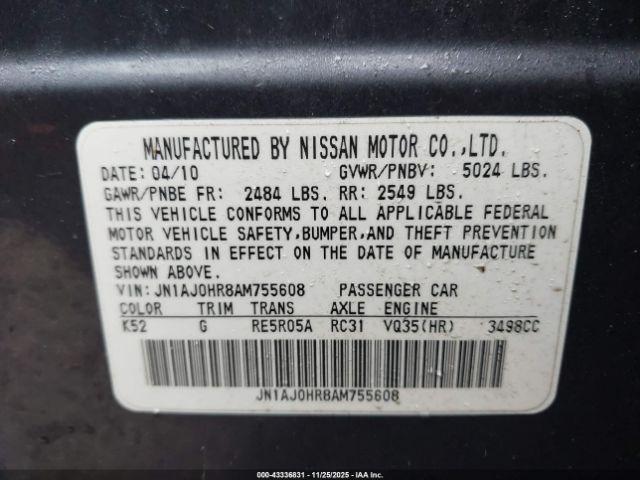 MANUFACTURED BY NISSAN MOTOR CO.,LTD.
DATE: 04/10 GVWR/PNBV: 5024 LBS.
GAWR/PNBE FR: 2484 LBS. RR: 2549 LBS.
THIS VEHICLE CONFORMS TO ALL APPLICABLE FEDERAL
MOTOR VEHICLE SAFETY,BUMPER,AND THEFT PREVENTION
STANDARDS IN EFFECT ON THE DATE OF MANUFACTURE
SHOWN ABOVE.
VIN: JN1AJ0HR8AM755608 PASSENGER CAR
COLOR TRIM TRANS AXLE ENGINE
K52 G RE5R05A RC31 VQ35(HR) 3498CC
JN1AJ0HR8AM755608
000-43336831 - 11/25/2025 - IAA Inc.